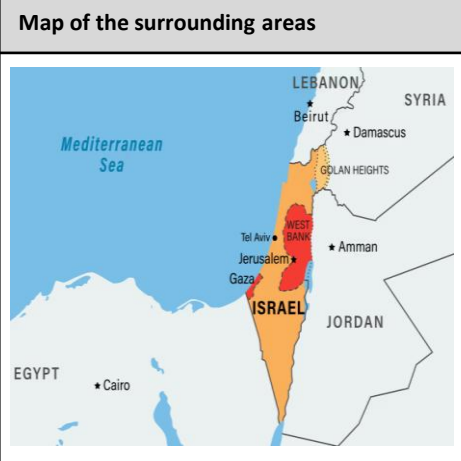 Map of the surrounding areas
LEBANON
SYRIA
Beirut
Damascus
Mediterranean
Sea
GOLAN HEIGHTS
WEST
BANK
Tel Aviv
Amman
Jerusalem
Gaza
ISRAEL
JORDAN
EGYPT
Cairo